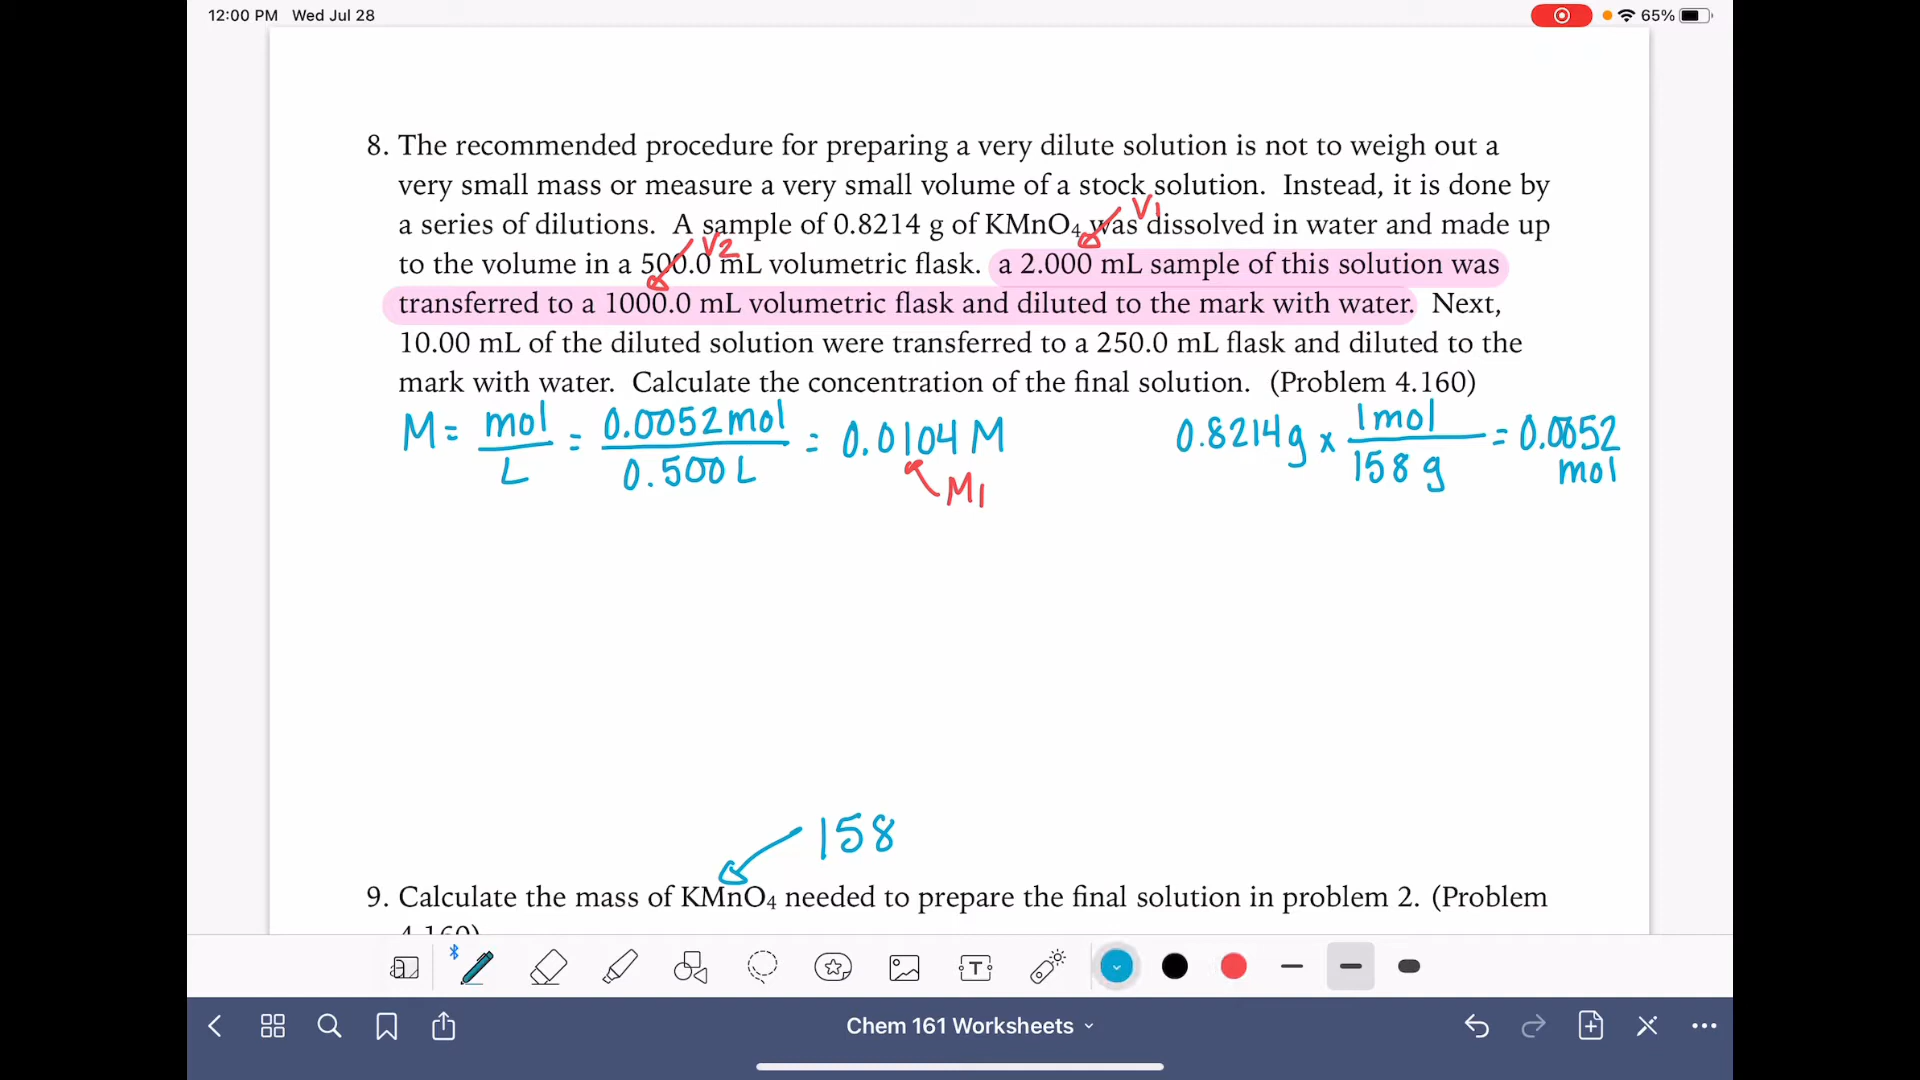 12:00 PM Wed Jul 28
65%
8. The recommended procedure for preparing a very dilute solution is not to weigh out a
very small mass or measure a very small volume of a stock solution. Instead, it is done by
V1
a series of dilutions. A sample of 0.8214 g of KMnO4 was dissolved in water and made up
V2
to the volume in a 500.0 mL volumetric flask. a 2.000 mL sample of this solution was
transferred to a 1000.0 mL volumetric flask and diluted to the mark with water. Next,
10.00 mL of the diluted solution were transferred to a 250.0 mL flask and diluted to the
mark with water. Calculate the concentration of the final solution. (Problem 4.160)
M = mol / L = 0.0052 mol / 0.500 L = 0.0104 M
M1
0.8214 g x 1 mol / 158 g = 0.0052 mol
158
9. Calculate the mass of KMnO4 needed to prepare the final solution in problem 2. (Problem
4.160)
T
Chem 161 Worksheets